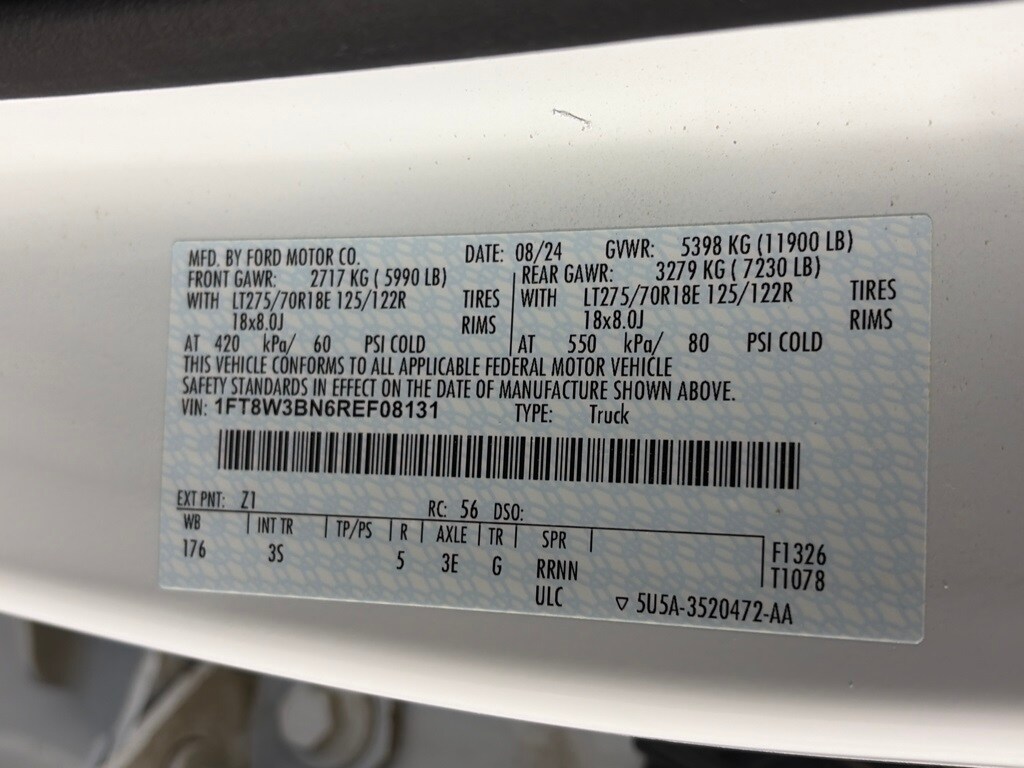 MFD. BY FORD MOTOR CO. DATE: 08/24 GVWR: 5398 KG (11900 LB)
FRONT GAWR: 2717 KG ( 5990 LB) REAR GAWR: 3279 KG ( 7230 LB)
WITH LT275/70R18E 125/122R TIRES WITH LT275/70R18E 125/122R TIRES
18x8.0J RIMS 18x8.0J RIMS
AT 420 kPa/ 60 PSI COLD AT 550 kPa/ 80 PSI COLD
THIS VEHICLE CONFORMS TO ALL APPLICABLE FEDERAL MOTOR VEHICLE
SAFETY STANDARDS IN EFFECT ON THE DATE OF MANUFACTURE SHOWN ABOVE.
VIN: 1FT8W3BN6REF08131 TYPE: Truck
EXT PNT: Z1 RC: 56 DSO:
WB INT TR TP/PS R AXLE TR SPR
176 3S 5 3E G RRNN F1326
T1078
ULC ▽ 5U5A-3520472-AA